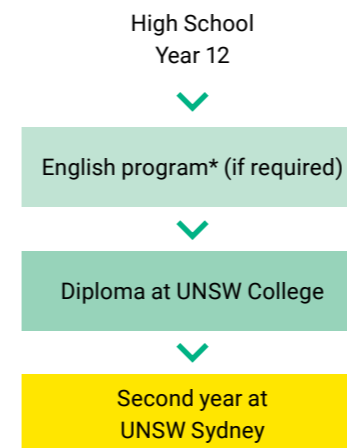 High School
Year 12
English program* (if required)
Diploma at UNSW College
Second year at
UNSW Sydney